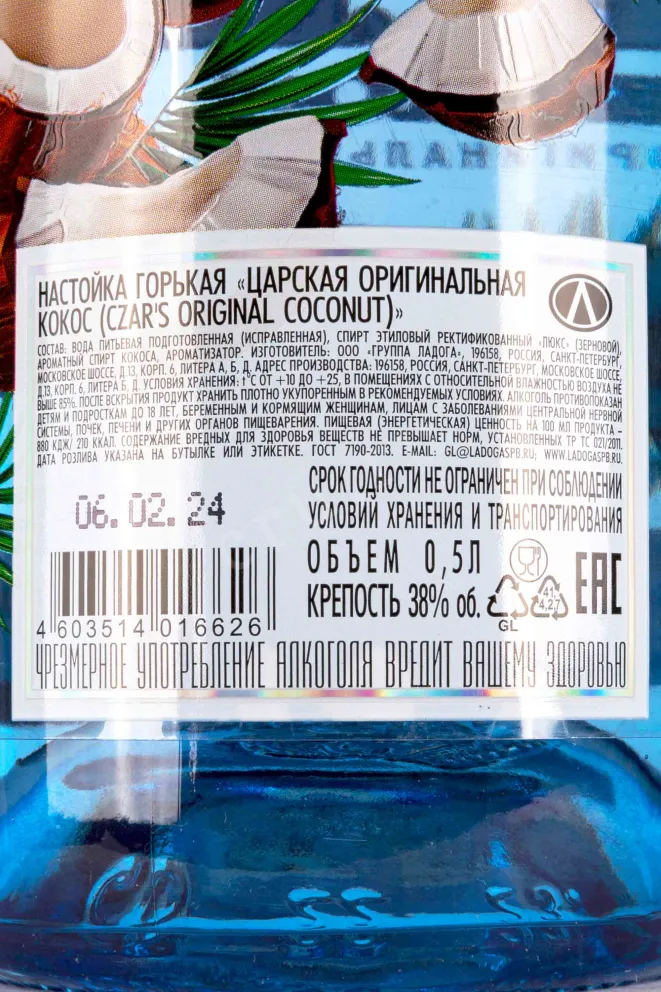 РИГИНАЛЬ
НАСТОЙКА ГОРЬКАЯ «ЦАРСКАЯ ОРИГИНАЛЬНАЯ
КОКОС (CZAR'S ORIGINAL COCONUT)»
СОСТАВ: ВОДА ПИТЬЕВАЯ ПОДГОТОВЛЕННАЯ (ИСПРАВЛЕННАЯ), СПИРТ ЭТИЛОВЫЙ РЕКТИФИКОВАННЫЙ «ЛЮКС» (ЗЕРНОВОЙ),
АРОМАТНЫЙ СПИРТ КОКОСА, АРОМАТИЗАТОР. ИЗГОТОВИТЕЛЬ: ООО «ГРУППА ЛАДОГА», 196158, РОССИЯ, САНКТ-ПЕТЕРБУРГ,
МОСКОВСКОЕ ШОССЕ, Д.13, КОРП. 6, ЛИТЕРА А, Б, Д, АДРЕС ПРОИЗВОДСТВА: 196158, РОССИЯ, САНКТ-ПЕТЕРБУРГ, МОСКОВСКОЕ ШОССЕ,
Д.13, КОРП. 6, ЛИТЕРА Б, Д. УСЛОВИЯ ХРАНЕНИЯ: t°С ОТ +10 ДО +25, В ПОМЕЩЕНИЯХ С ОТНОСИТЕЛЬНОЙ ВЛАЖНОСТЬЮ ВОЗДУХА НЕ
ВЫШЕ 85%. ПОСЛЕ ВСКРЫТИЯ ПРОДУКТ ХРАНИТЬ ПЛОТНО УКУПОРЕННЫМ В РЕКОМЕНДУЕМЫХ УСЛОВИЯХ. АЛКОГОЛЬ ПРОТИВОПОКАЗАН
ДЕТЯМ И ПОДРОСТКАМ ДО 18 ЛЕТ, БЕРЕМЕННЫМ И КОРМЯЩИМ ЖЕНЩИНАМ, ЛИЦАМ С ЗАБОЛЕВАНИЯМИ ЦЕНТРАЛЬНОЙ НЕРВНОЙ
СИСТЕМЫ, ПОЧЕК, ПЕЧЕНИ И ДРУГИХ ОРГАНОВ ПИЩЕВАРЕНИЯ. ПИЩЕВАЯ (ЭНЕРГЕТИЧЕСКАЯ) ЦЕННОСТЬ НА 100 МЛ ПРОДУКТА –
880 КДЖ/ 210 ККАЛ. СОДЕРЖАНИЕ ВРЕДНЫХ ДЛЯ ЗДОРОВЬЯ ВЕЩЕСТВ НЕ ПРЕВЫШАЕТ НОРМ, УСТАНОВЛЕННЫХ ТР ТС 021/2011.
ДАТА РОЗЛИВА УКАЗАНА НА БУТЫЛКЕ ИЛИ ЭТИКЕТКЕ. ГОСТ 7190-2013. E-MAIL: GL@LADOGASPB.RU; WWW.LADOGASPB.RU
СРОК ГОДНОСТИ НЕ ОГРАНИЧЕН ПРИ СОБЛЮДЕНИИ
УСЛОВИЙ ХРАНЕНИЯ И ТРАНСПОРТИРОВАНИЯ
06.02.24
ОБЪЕМ 0,5Л
КРЕПОСТЬ 38% об.
GL
41,
4,2,7
ЕАС
4 603514 016626
ЧРЕЗМЕРНОЕ УПОТРЕБЛЕНИЕ АЛКОГОЛЯ ВРЕДИТ ВАШЕМУ ЗДОРОВЬЮ